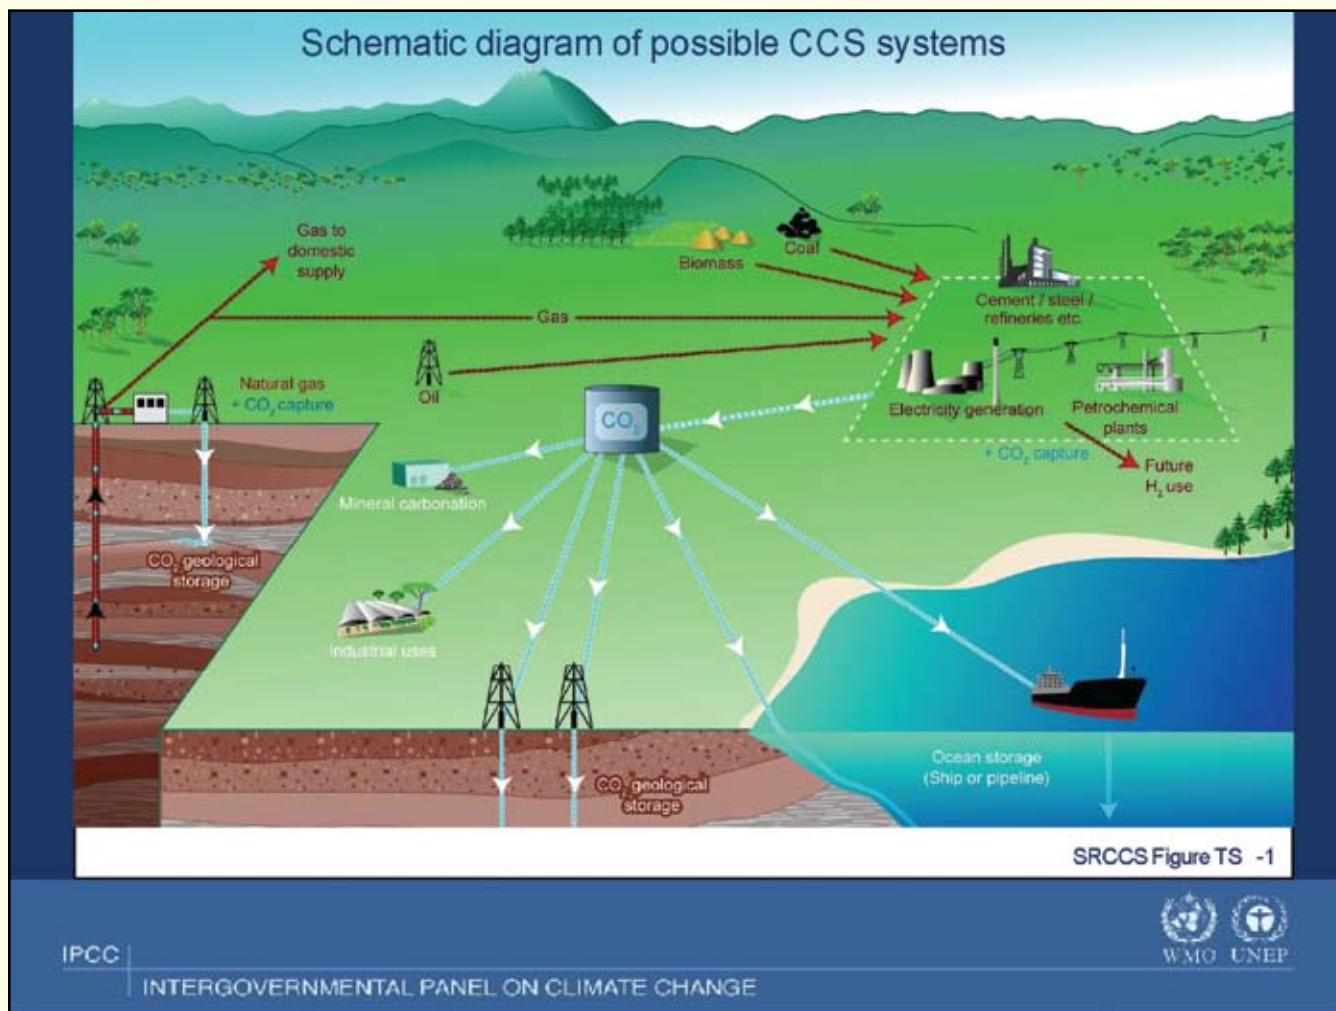 Schematic diagram of possible CCS systems
Gas to
domestic
supply
Biomass
Coal
Cement / steel /
refineries etc.
Gas
Oil
Natural gas
+ CO₂ capture
CO₂
Electricity generation
Petrochemical
plants
+ CO₂ capture
Future
H₂ use
Mineral carbonation
CO₂ geological
storage
Industrial uses
Ocean storage
(Ship or pipeline)
CO₂ geological
storage
SRCCS Figure TS -1
IPCC
INTERGOVERNMENTAL PANEL ON CLIMATE CHANGE
WMO UNEP